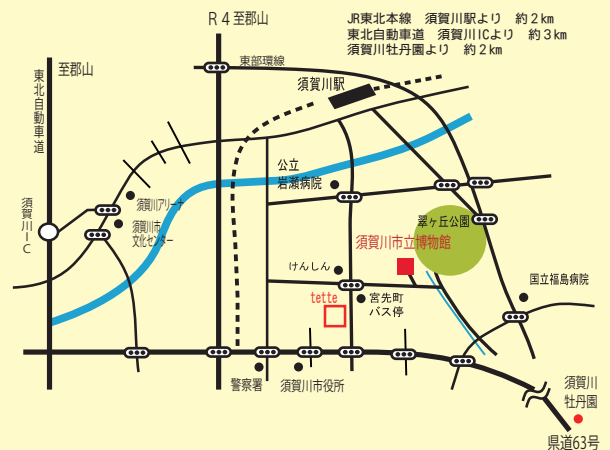 R４至郡山
JR東北本線　須賀川駅より　約２km
東北自動車道　須賀川ICより　約３km
須賀川牡丹園より　約２km
至郡山
東部環線
東北自動車道
須賀川駅
公立
岩瀬病院
須賀川アリーナ
須賀川IC
須賀川市
文化センター
翠ヶ丘公園
須賀川市立博物館
けんしん
国立福島病院
tette
宮先町
バス停
警察署
須賀川市役所
須賀川
牡丹園
県道63号